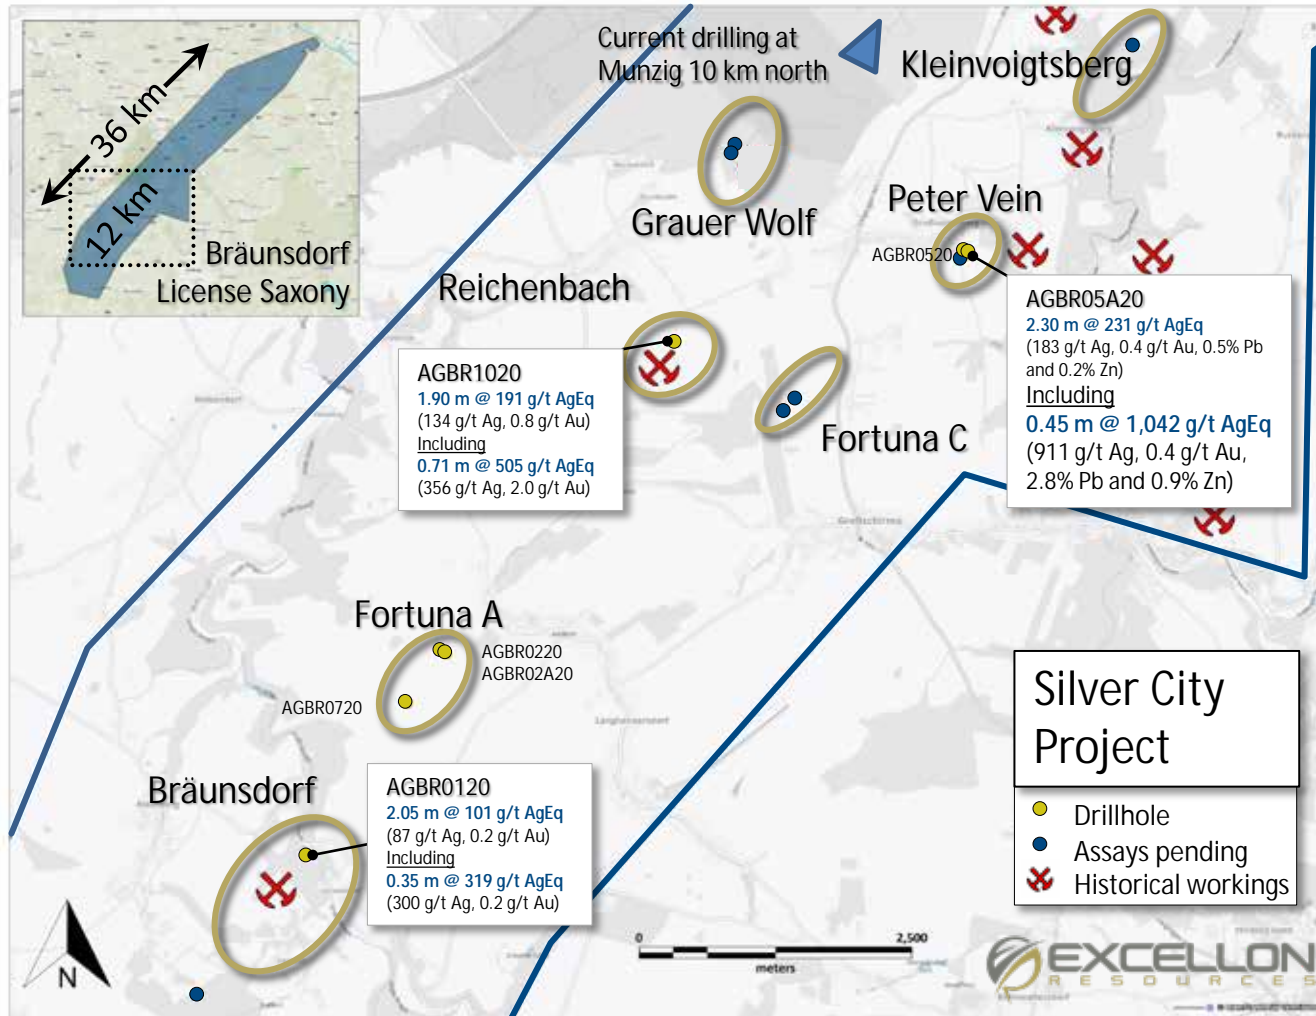 36 km
12 km
Bräunsdorf
License Saxony
Current drilling at
Munzig 10 km north
Kleinvoigtsberg
Grauer Wolf
Peter Vein
AGBR0520
Reichenbach
AGBR05A20
2.30 m @ 231 g/t AgEq
(183 g/t Ag, 0.4 g/t Au, 0.5% Pb
and 0.2% Zn)
Including
0.45 m @ 1,042 g/t AgEq
(911 g/t Ag, 0.4 g/t Au,
2.8% Pb and 0.9% Zn)
AGBR1020
1.90 m @ 191 g/t AgEq
(134 g/t Ag, 0.8 g/t Au)
Including
0.71 m @ 505 g/t AgEq
(356 g/t Ag, 2.0 g/t Au)
Fortuna C
Fortuna A
AGBR0220
AGBR02A20
AGBR0720
Bräunsdorf
AGBR0120
2.05 m @ 101 g/t AgEq
(87 g/t Ag, 0.2 g/t Au)
Including
0.35 m @ 319 g/t AgEq
(300 g/t Ag, 0.2 g/t Au)
Silver City
Project
Drillhole
Assays pending
Historical workings
N
0 2,500
meters
EXCELLON
RESOURCES